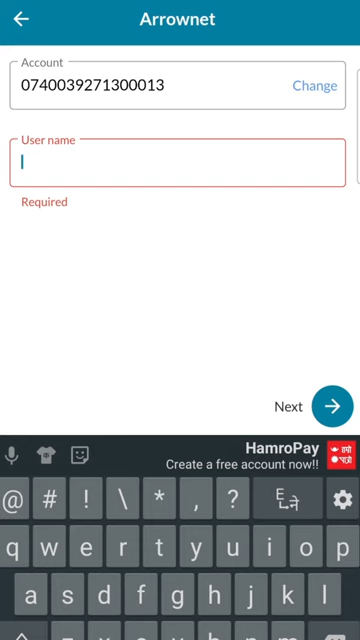 Arrownet
Account
0740039271300013
Change
User name
Required
Next
HamroPay
Create a free account now!!
@ # ! \ * , ?
q w e r t y u i o p
a s d f g h j k l